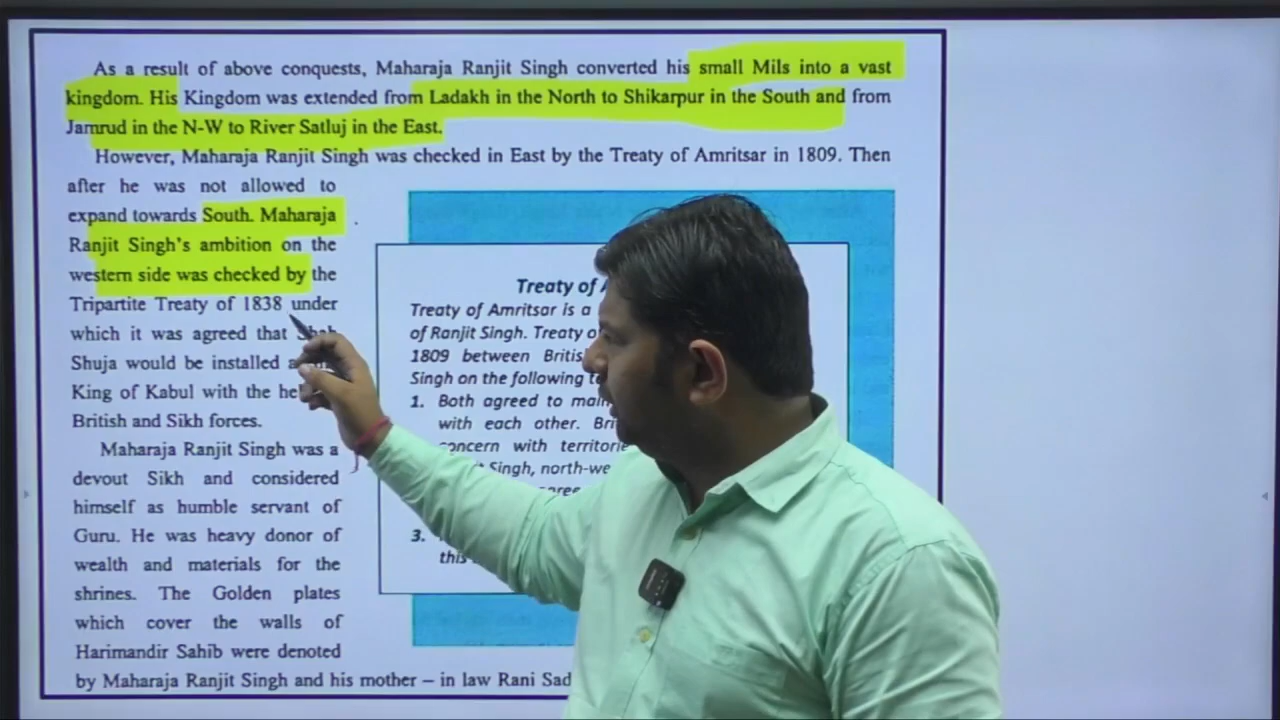 As a result of above conquests, Maharaja Ranjit Singh converted his small Mils into a vast
kingdom. His Kingdom was extended from Ladakh in the North to Shikarpur in the South and from
Jamrud in the N-W to River Satluj in the East.
However, Maharaja Ranjit Singh was checked in East by the Treaty of Amritsar in 1809. Then
after he was not allowed to
expand towards South. Maharaja
Ranjit Singh's ambition on the
western side was checked by the
Tripartite Treaty of 1838 under
which it was agreed that Shah
Shuja would be installed
King of Kabul with the
British and Sikh forces.
Maharaja Ranjit Singh was a
devout Sikh and considered
himself as humble servant of
Guru. He was heavy donor of
wealth and materials for the
shrines. The Golden plates
which cover the walls of
Harimandir Sahib were denoted
by Maharaja Ranjit Singh and his mother – in law Rani Sad
Treaty of
Treaty of Amritsar is a
of Ranjit Singh. Treaty
1809 between
Singh on the following
1. Both agreed to
with each other.
concern with
Singh,
3.